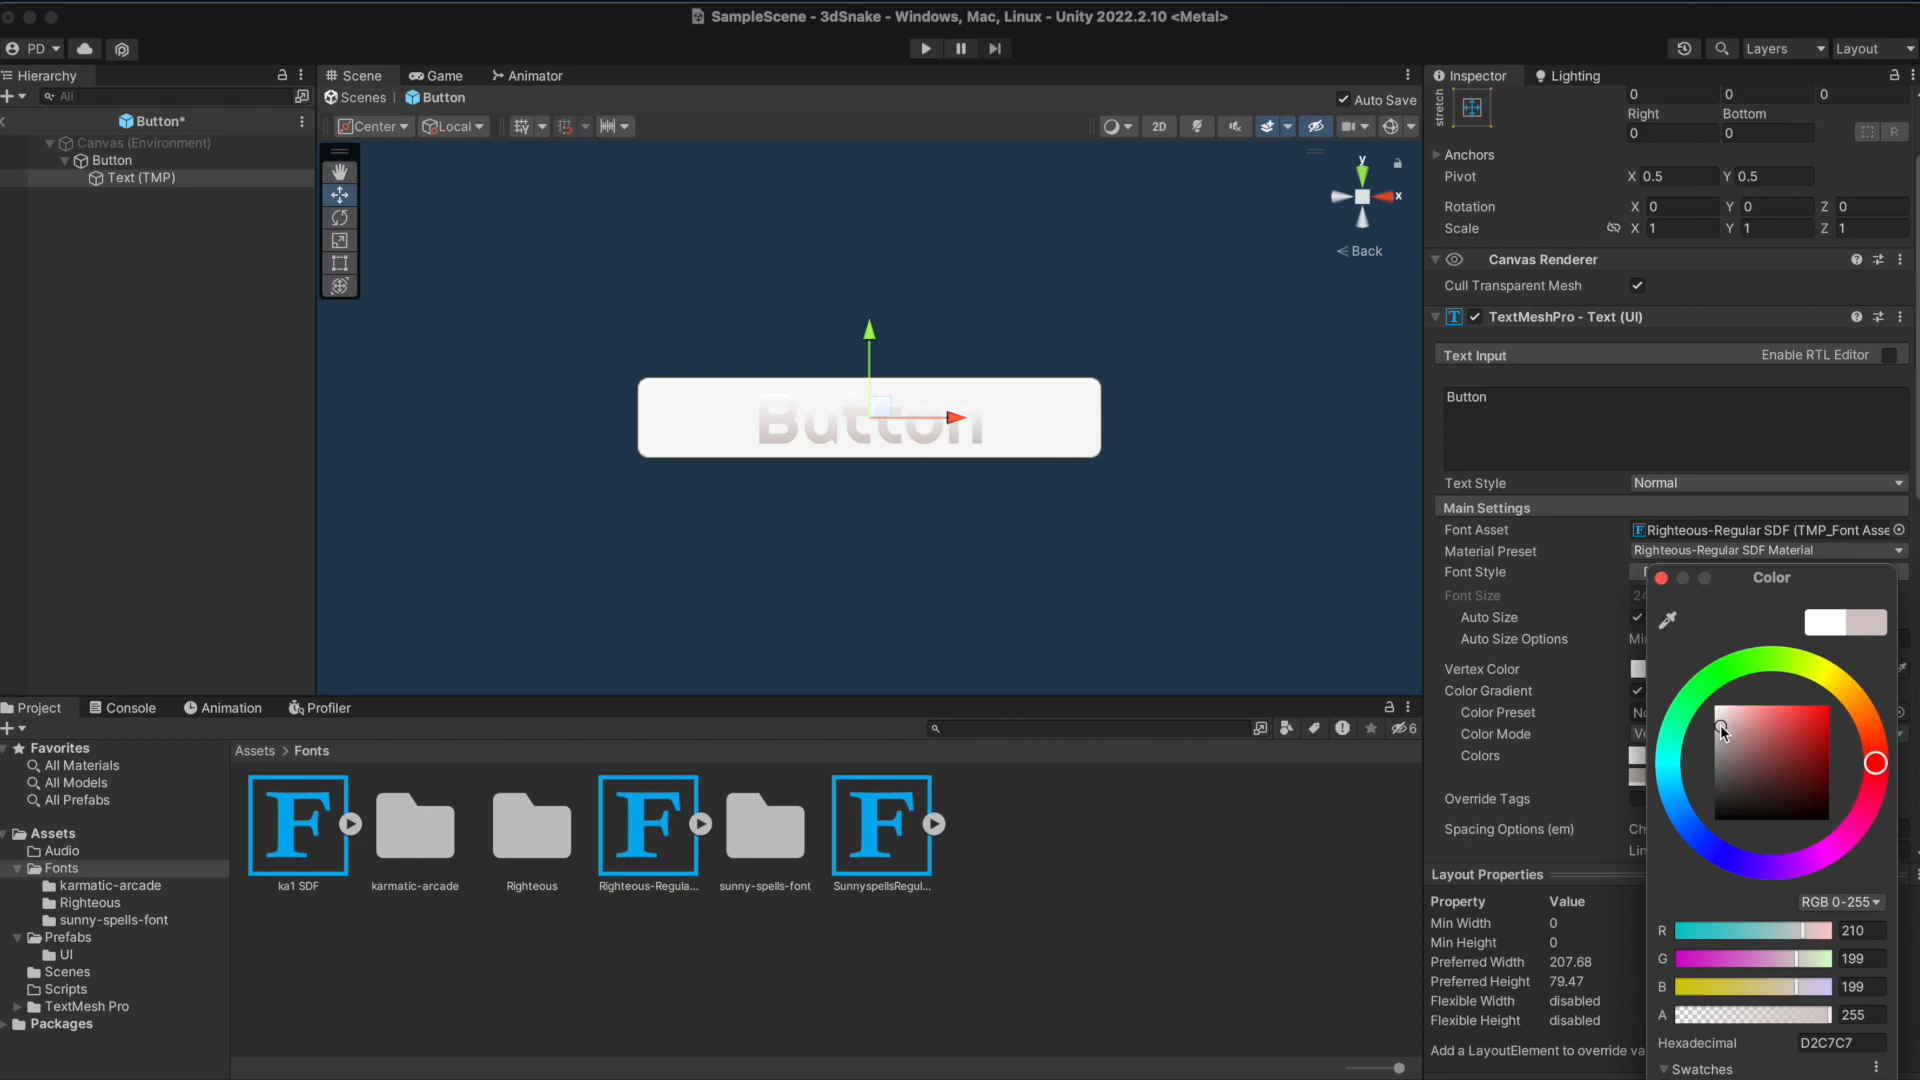 SampleScene - 3dSnake - Windows, Mac, Linux - Unity 2022.2.10 <Metal>
PD
Layers
Layout
Hierarchy
Scene
Game
Animator
Inspector
Lighting
All
Scenes
Button
Auto Save
Button*
Center
Local
2D
Canvas (Environment)
Button
Text (TMP)
y
x
Back
Button
stretch
0
0
0
Right
Bottom
0
0
R
Anchors
Pivot
X 0.5
Y 0.5
Rotation
X 0
Y 0
Z 0
Scale
X 1
Y 1
Z 1
Canvas Renderer
Cull Transparent Mesh
TextMeshPro - Text (UI)
Text Input
Enable RTL Editor
Button
Text Style
Normal
Main Settings
Font Asset
Righteous-Regular SDF (TMP_Font Asse
Material Preset
Righteous-Regular SDF Material
Font Style
Font Size
24
Auto Size
Auto Size Options
Vertex Color
Color Gradient
Color Preset
Color Mode
Colors
Override Tags
Spacing Options (em)
Color
RGB 0-255
R
210
G
199
B
199
A
255
Hexadecimal
D2C7C7
Swatches
Layout Properties
Property
Value
Min Width
0
Min Height
0
Preferred Width
207.68
Preferred Height
79.47
Flexible Width
disabled
Flexible Height
disabled
Add a LayoutElement to override va
Project
Console
Animation
Profiler
6
Favorites
All Materials
All Models
All Prefabs
Assets
Audio
Fonts
karmatic-arcade
Righteous
sunny-spells-font
Prefabs
UI
Scenes
Scripts
TextMesh Pro
Packages
Assets > Fonts
ka1 SDF
karmatic-arcade
Righteous
Righteous-Regula...
sunny-spells-font
SunnyspellsRegul...